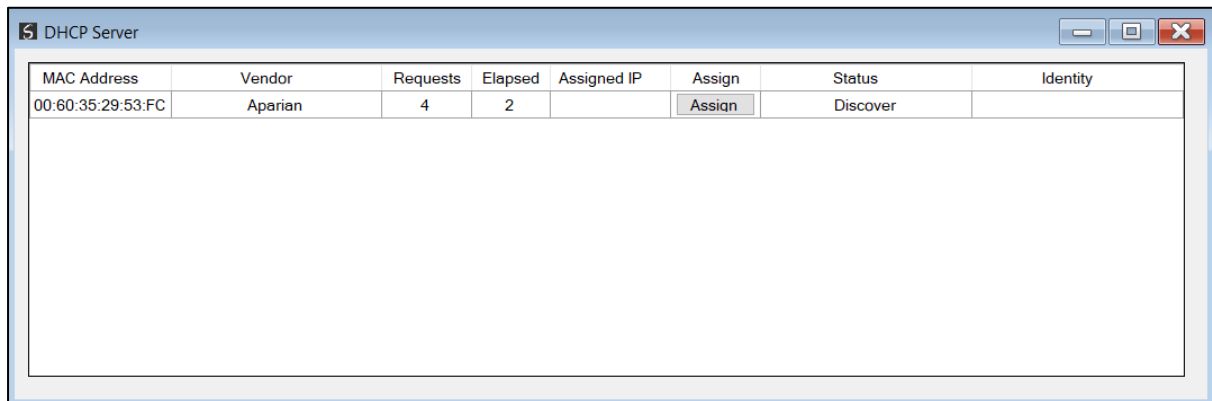 DHCP Server
MAC Address Vendor Requests Elapsed Assigned IP Assign Status Identity
00:60:35:29:53:FC Aparian 4 2 Assign Discover